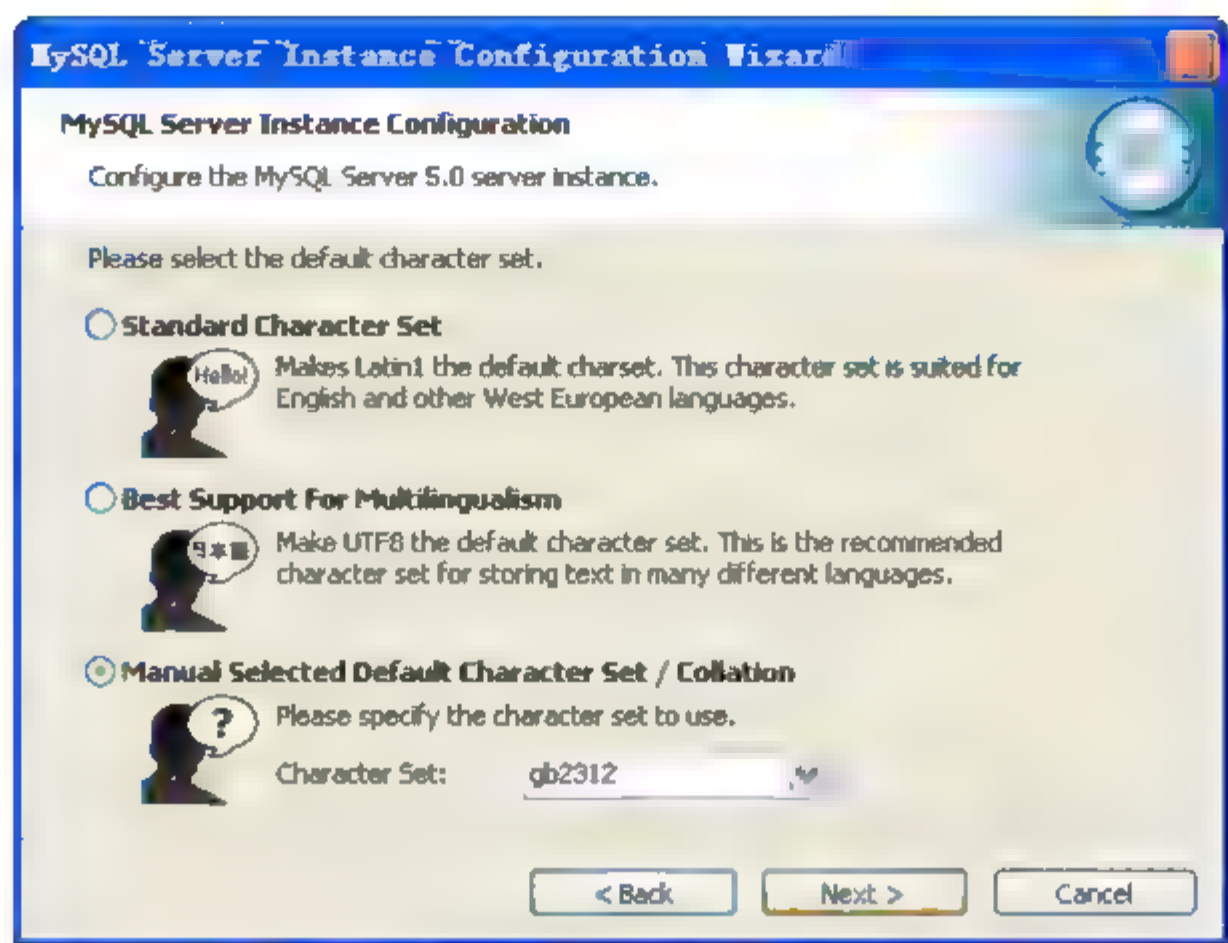 MySQL Server Instance Configuration Wizard
MySQL Server Instance Configuration
Configure the MySQL Server 5.0 server instance.
Please select the default character set.
Standard Character Set
Hello!
Makes Latin1 the default charset. This character set is suited for
English and other West European languages.
Best Support For Multilingualism
日本語
Make UTF8 the default character set. This is the recommended
character set for storing text in many different languages.
Manual Selected Default Character Set / Collation
?
Please specify the character set to use.
Character Set: gb2312
< Back Next > Cancel